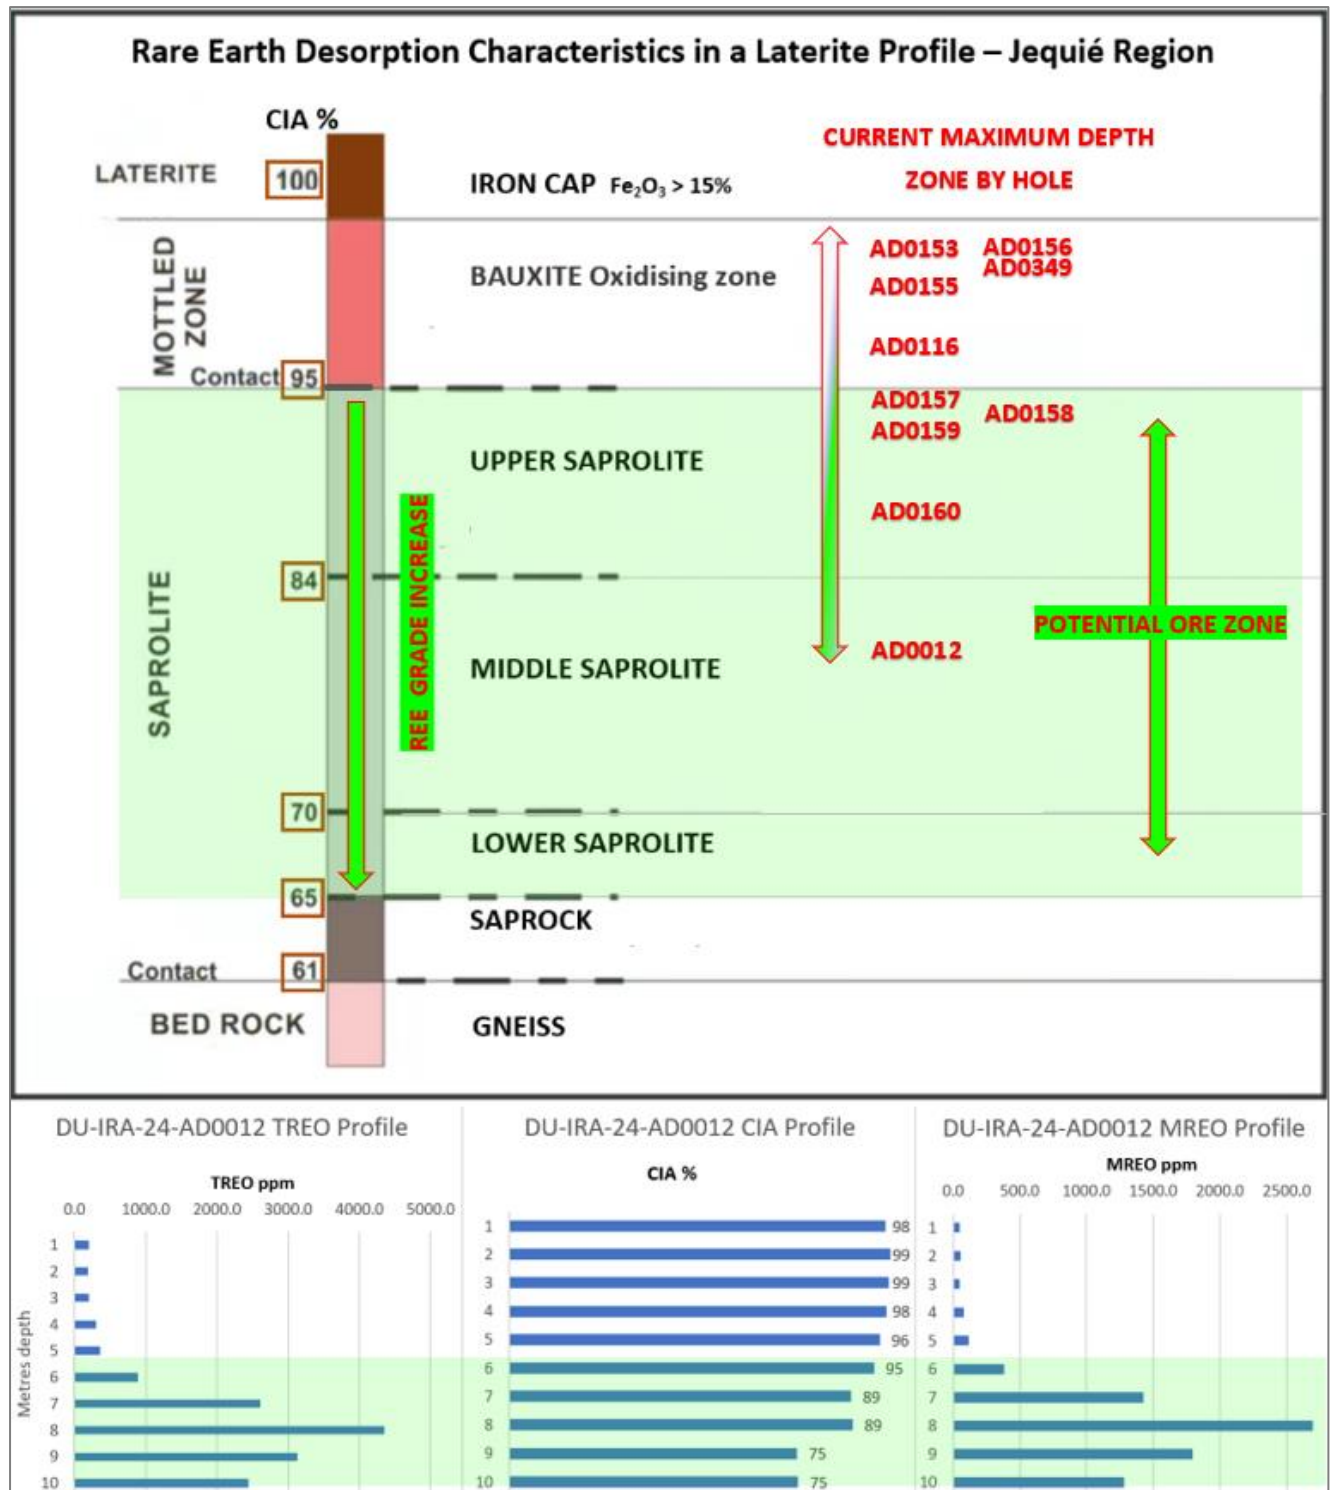 Rare Earth Desorption Characteristics in a Laterite Profile – Jequié Region
CIA %
CURRENT MAXIMUM DEPTH
ZONE BY HOLE
LATERITE
100
IRON CAP Fe₂O₃ > 15%
MOTTLED
ZONE
BAUXITE Oxidising zone
AD0153
AD0156
AD0349
AD0155
AD0116
Contact
95
AD0157
AD0158
AD0159
UPPER SAPROLITE
AD0160
SAPROLITE
84
REE GRADE INCREASE
POTENTIAL ORE ZONE
MIDDLE SAPROLITE
AD0012
70
LOWER SAPROLITE
65
SAPROCK
Contact
61
BED ROCK
GNEISS
DU-IRA-24-AD0012 TREO Profile
TREO ppm
0.0 1000.0 2000.0 3000.0 4000.0 5000.0
Metres depth
1
2
3
4
5
6
7
8
9
10
DU-IRA-24-AD0012 CIA Profile
CIA %
1 98
2 99
3 99
4 98
5 96
6 95
7 89
8 89
9 75
10 75
DU-IRA-24-AD0012 MREO Profile
MREO ppm
0.0 500.0 1000.0 1500.0 2000.0 2500.0
1
2
3
4
5
6
7
8
9
10